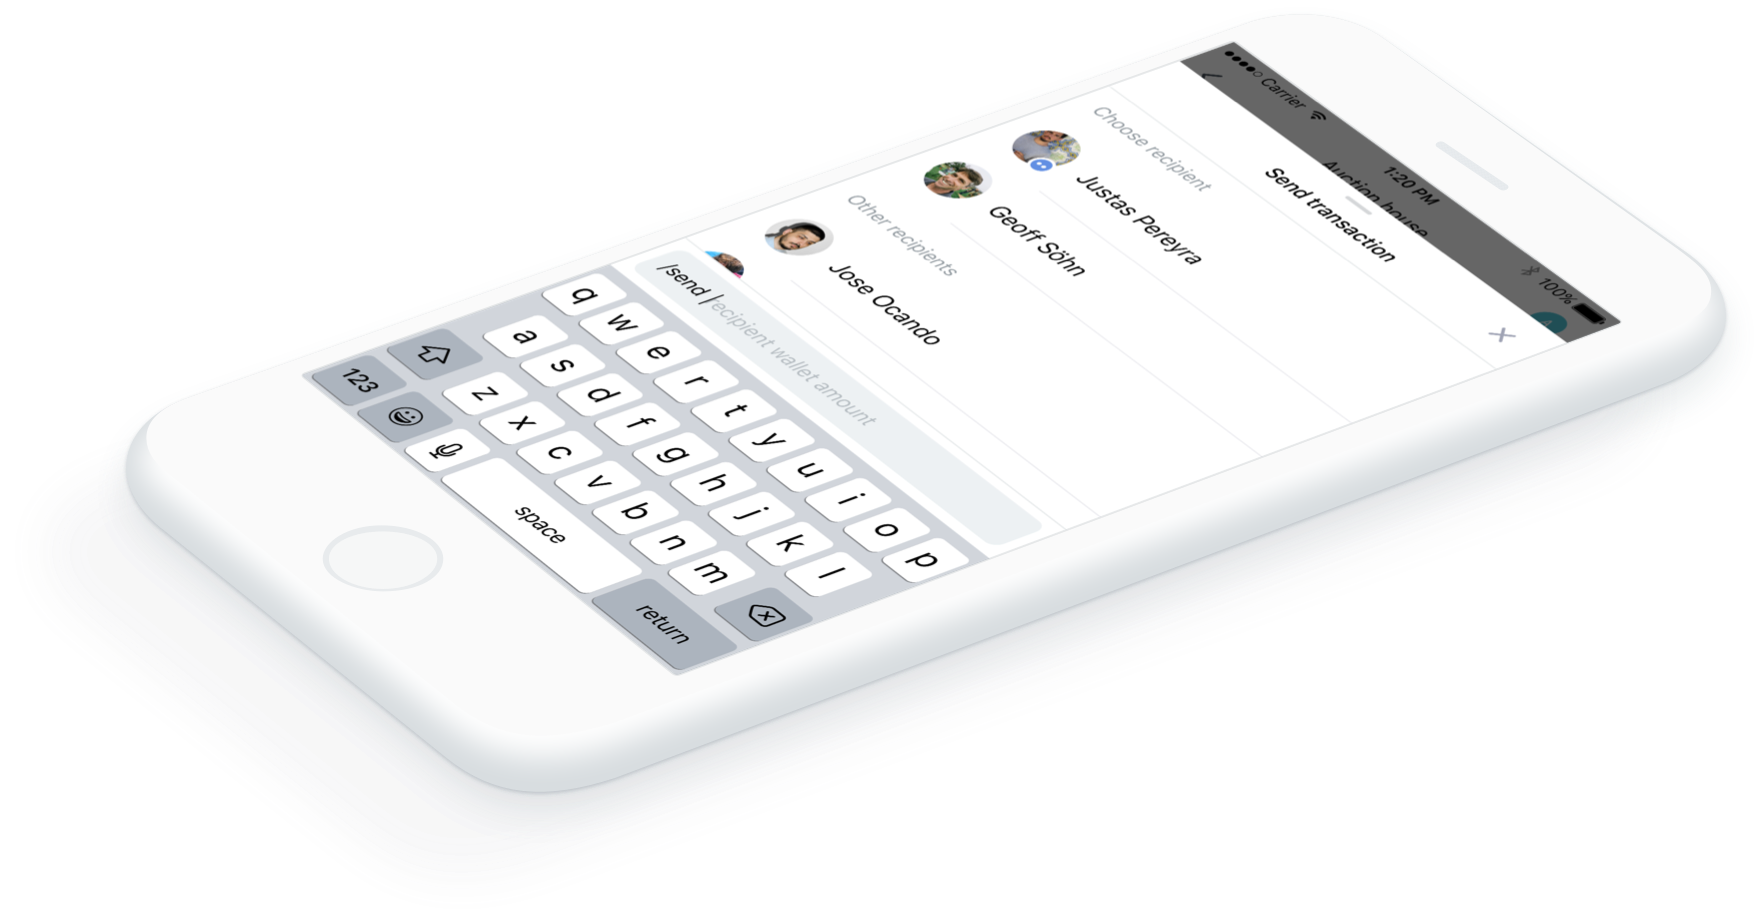 Carrier
1:20 PM
100%
Auction house
A
Send transaction
Choose recipient
Justas Pereyra
Geoff Söhn
Other recipients
Jose Ocando
/send recipient wallet amount
q w e r t y u i o p
a s d f g h j k l
z x c v b n m
123 space return